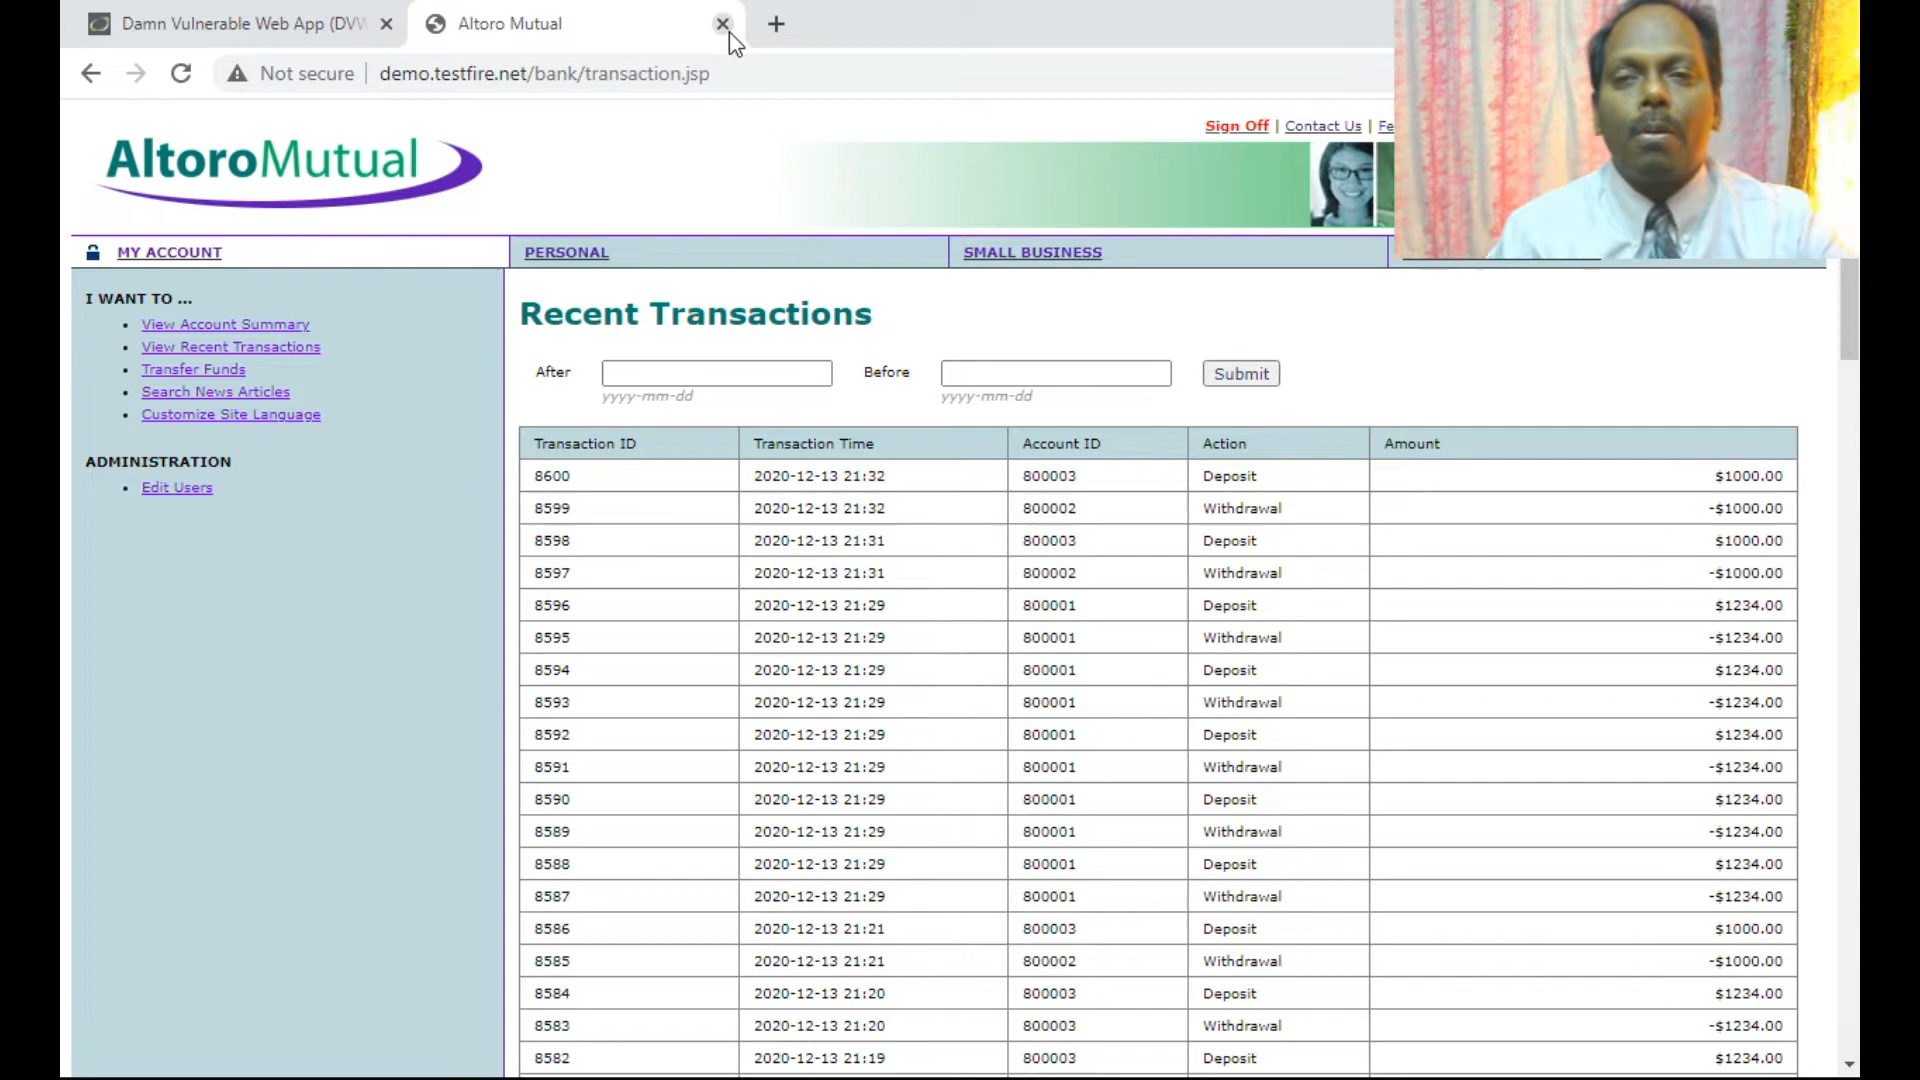 Damn Vulnerable Web App (DVW
Altoro Mutual
Not secure | demo.testfire.net/bank/transaction.jsp
Sign Off | Contact Us | Fe
AltoroMutual
MY ACCOUNT
PERSONAL
SMALL BUSINESS
I WANT TO ...
• View Account Summary
• View Recent Transactions
• Transfer Funds
• Search News Articles
• Customize Site Language
ADMINISTRATION
• Edit Users
Recent Transactions
After Before Submit
yyyy-mm-dd yyyy-mm-dd
Transaction ID Transaction Time Account ID Action Amount
8600 2020-12-13 21:32 800003 Deposit $1000.00
8599 2020-12-13 21:32 800002 Withdrawal -$1000.00
8598 2020-12-13 21:31 800003 Deposit $1000.00
8597 2020-12-13 21:31 800002 Withdrawal -$1000.00
8596 2020-12-13 21:29 800001 Deposit $1234.00
8595 2020-12-13 21:29 800001 Withdrawal -$1234.00
8594 2020-12-13 21:29 800001 Deposit $1234.00
8593 2020-12-13 21:29 800001 Withdrawal -$1234.00
8592 2020-12-13 21:29 800001 Deposit $1234.00
8591 2020-12-13 21:29 800001 Withdrawal -$1234.00
8590 2020-12-13 21:29 800001 Deposit $1234.00
8589 2020-12-13 21:29 800001 Withdrawal -$1234.00
8588 2020-12-13 21:29 800001 Deposit $1234.00
8587 2020-12-13 21:29 800001 Withdrawal -$1234.00
8586 2020-12-13 21:21 800003 Deposit $1000.00
8585 2020-12-13 21:21 800002 Withdrawal -$1000.00
8584 2020-12-13 21:20 800003 Deposit $1234.00
8583 2020-12-13 21:20 800003 Withdrawal -$1234.00
8582 2020-12-13 21:19 800003 Deposit $1234.00